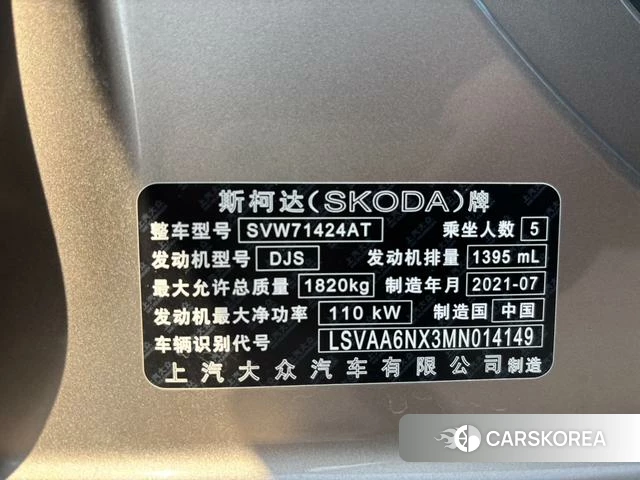 斯柯达(SKODA)牌
整车型号 SVW71424AT 乘坐人数 5
发动机型号 DJS 发动机排量 1395 mL
最大允许总质量 1820kg 制造年月 2021-07
发动机最大净功率 110 kW 制造国 中国
车辆识别代号 LSVAA6NX3MN014149
上汽大众汽车有限公司制造
CARSKOREA